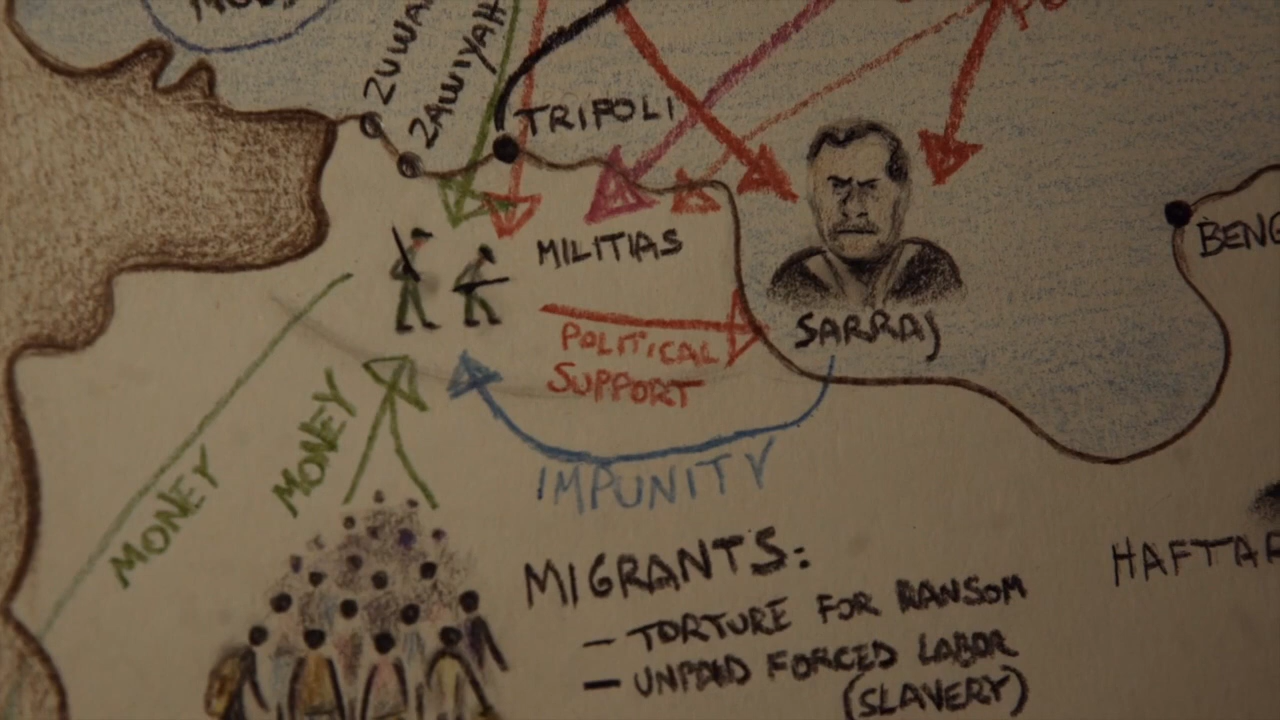 ZUWA
ZAWIYAH
TRIPOLI
MILITIAS
SARRAJ
BENG
POLITICAL
SUPPORT
MONEY
MONEY
IMPUNITY
HAFTAR
MIGRANTS:
- TORTURE FOR RANSOM
- UNPAID FORCED LABOR
(SLAVERY)